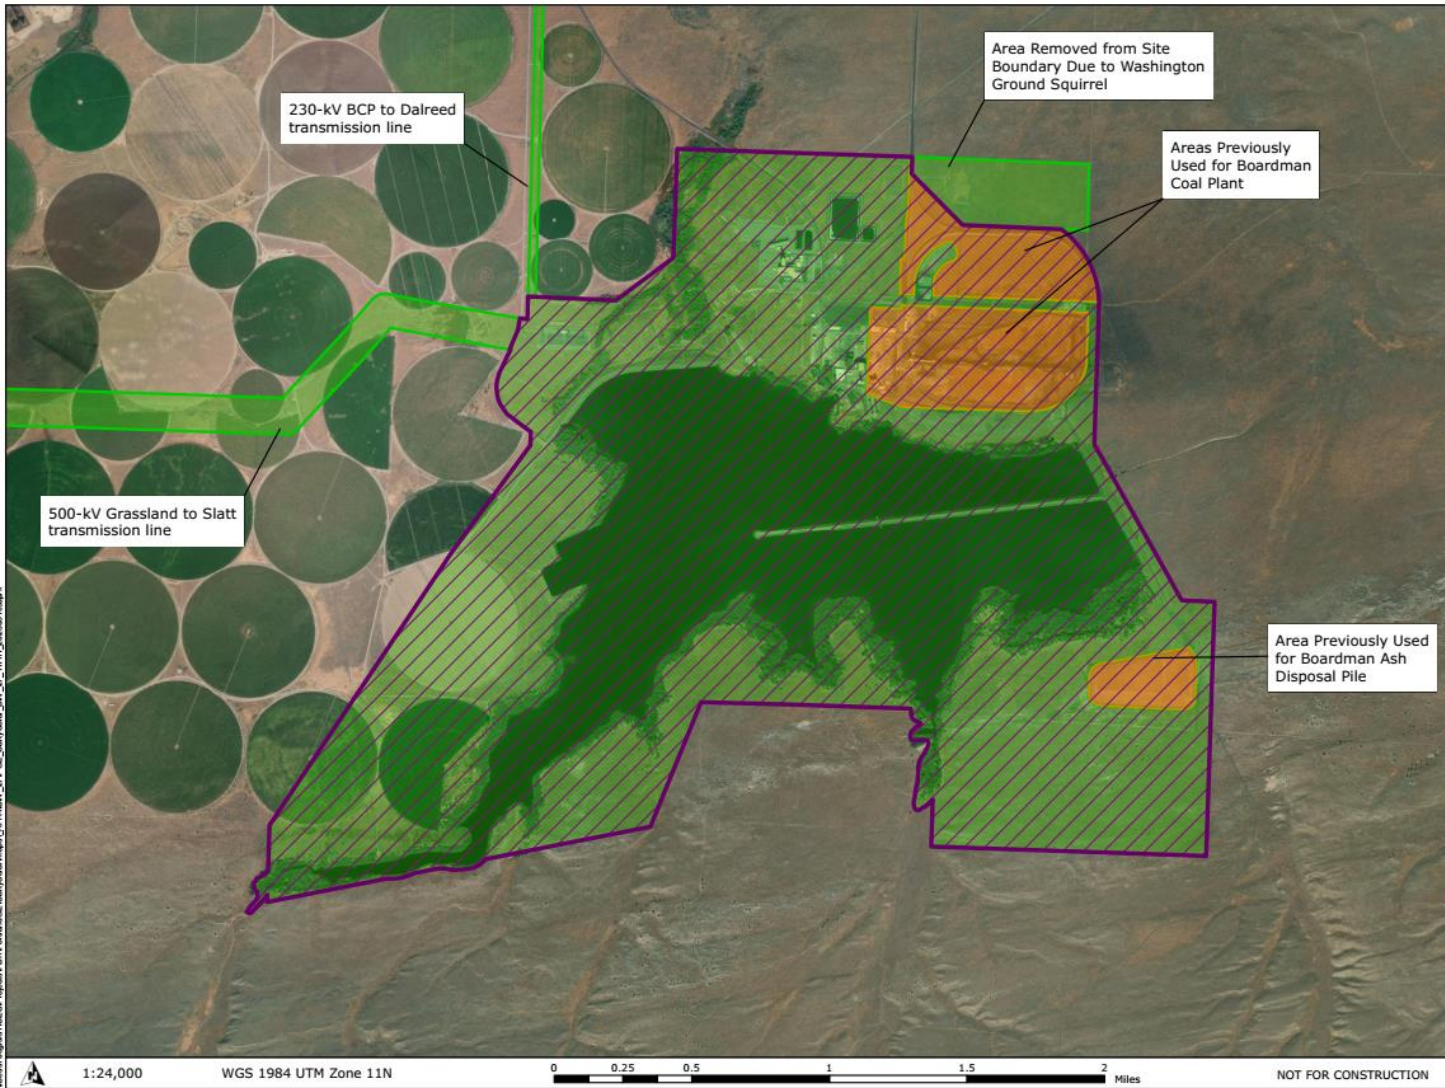 Area Removed from Site
Boundary Due to Washington
Ground Squirrel
230-kV BCP to Dalreed
transmission line
Areas Previously
Used for Boardman
Coal Plant
500-kV Grassland to Slatt
transmission line
Area Previously Used
for Boardman Ash
Disposal Pile
1:24,000
WGS 1984 UTM Zone 11N
0 0.25 0.5 1 1.5 2
Miles
NOT FOR CONSTRUCTION